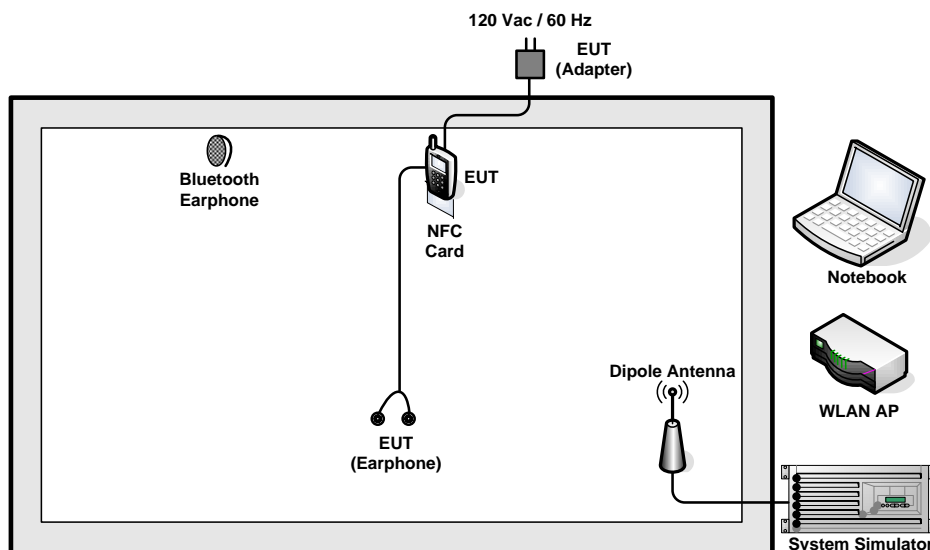 120 Vac / 60 Hz
EUT
(Adapter)
Bluetooth
Earphone
EUT
NFC
Card
Notebook
Dipole Antenna
WLAN AP
EUT
(Earphone)
System Simulator